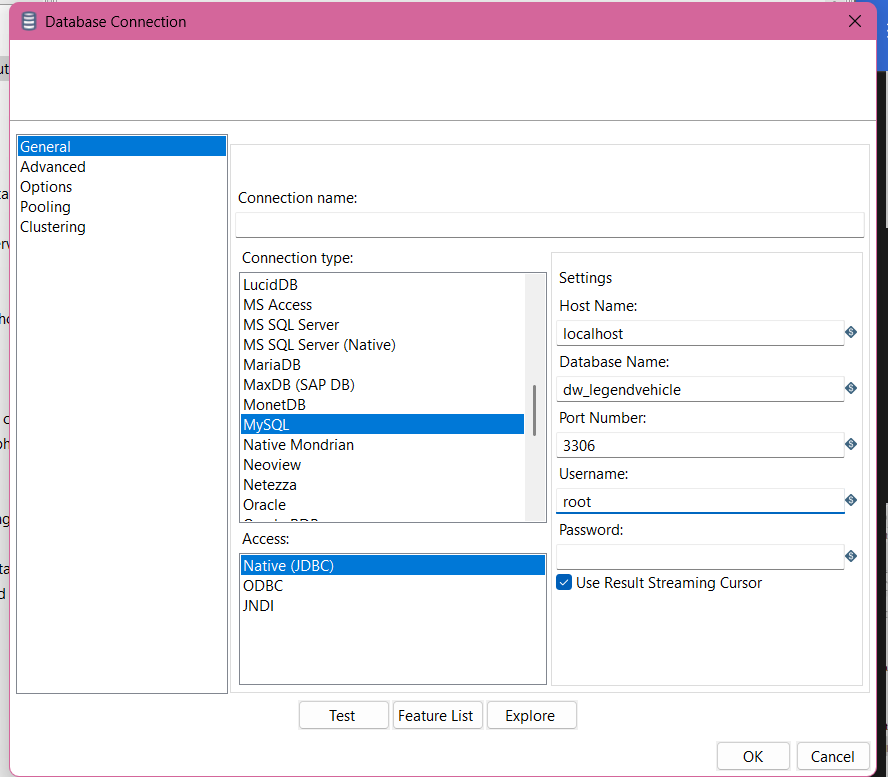 Database Connection
General
Advanced
Options
Pooling
Clustering
Connection name:
Connection type:
LucidDB
MS Access
MS SQL Server
MS SQL Server (Native)
MariaDB
MaxDB (SAP DB)
MonetDB
MySQL
Native Mondrian
Neoview
Netezza
Oracle
Access:
Native (JDBC)
ODBC
JNDI
Settings
Host Name:
localhost
Database Name:
dw_legendvehicle
Port Number:
3306
Username:
root
Password:
Use Result Streaming Cursor
Test
Feature List
Explore
OK
Cancel